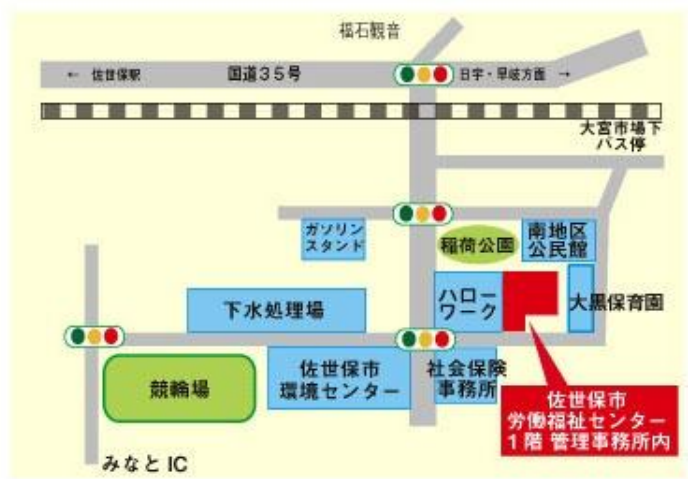 福石観音
← 佐世保駅
国道35号
日宇・早岐方面 →
大宮市場下
バス停
ガソリン
スタンド
稲荷公園
南地区
公民館
下水処理場
ハロー
ワーク
大黒保育園
競輪場
佐世保市
環境センター
社会保険
事務所
佐世保市
労働福祉センター
1階 管理事務所内
みなとIC